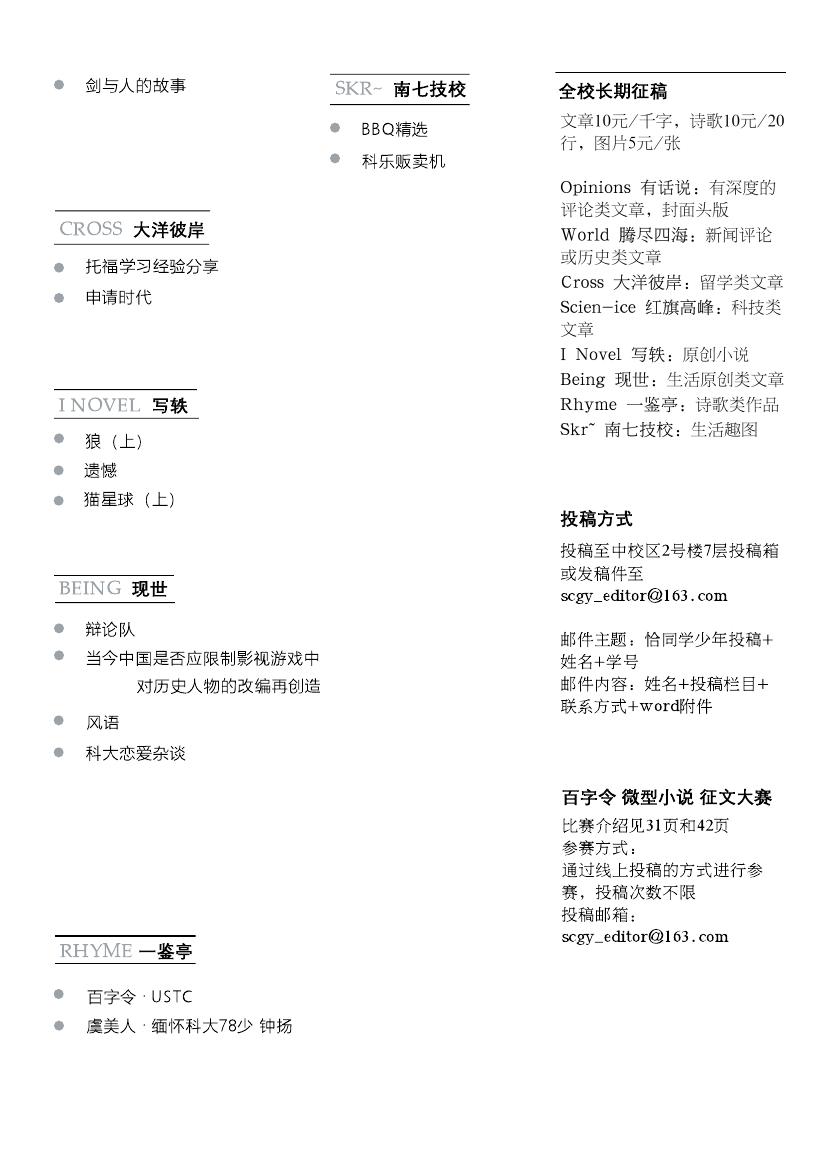 剑与人的故事
CROSS 大洋彼岸
托福学习经验分享
申请时代
I NOVEL 写轶
狼（上）
遗憾
猫星球（上）
BEING 现世
辩论队
当今中国是否应限制影视游戏中
对历史人物的改编再创造
风语
科大恋爱杂谈
RHYME 一鉴亭
百字令·USTC
虞美人·缅怀科大78少 钟扬
SKR~ 南七技校
BBQ精选
科乐贩卖机
全校长期征稿
文章10元/千字，诗歌10元/20
行，图片5元/张
Opinions 有话说：有深度的
评论类文章，封面头版
World 腾尽四海：新闻评论
或历史类文章
Cross 大洋彼岸：留学类文章
Scien-ice 红旗高峰：科技类
文章
I Novel 写轶：原创小说
Being 现世：生活原创类文章
Rhyme 一鉴亭：诗歌类作品
Skr~ 南七技校：生活趣图
投稿方式
投稿至中校区2号楼7层投稿箱
或发稿件至
scgy_editor@163.com
邮件主题：恰同学少年投稿+
姓名+学号
邮件内容：姓名+投稿栏目+
联系方式+word附件
百字令 微型小说 征文大赛
比赛介绍见31页和42页
参赛方式：
通过线上投稿的方式进行参
赛，投稿次数不限
投稿邮箱：
scgy_editor@163.com